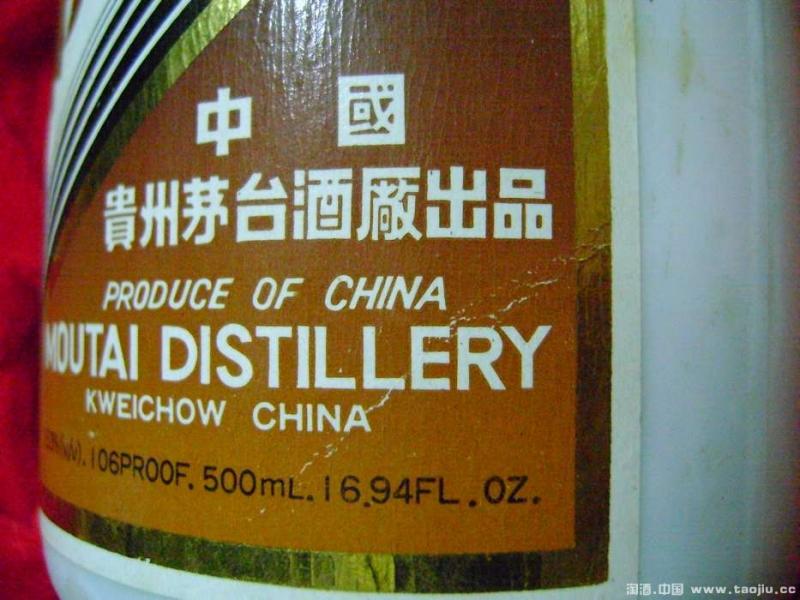 中國
貴州茅台酒廠出品
PRODUCE OF CHINA
MOUTAI DISTILLERY
KWEICHOW CHINA
(V/V). 106PROOF. 500mL. 16.94FL. OZ.
淘酒.中国 www.taojiu.cc